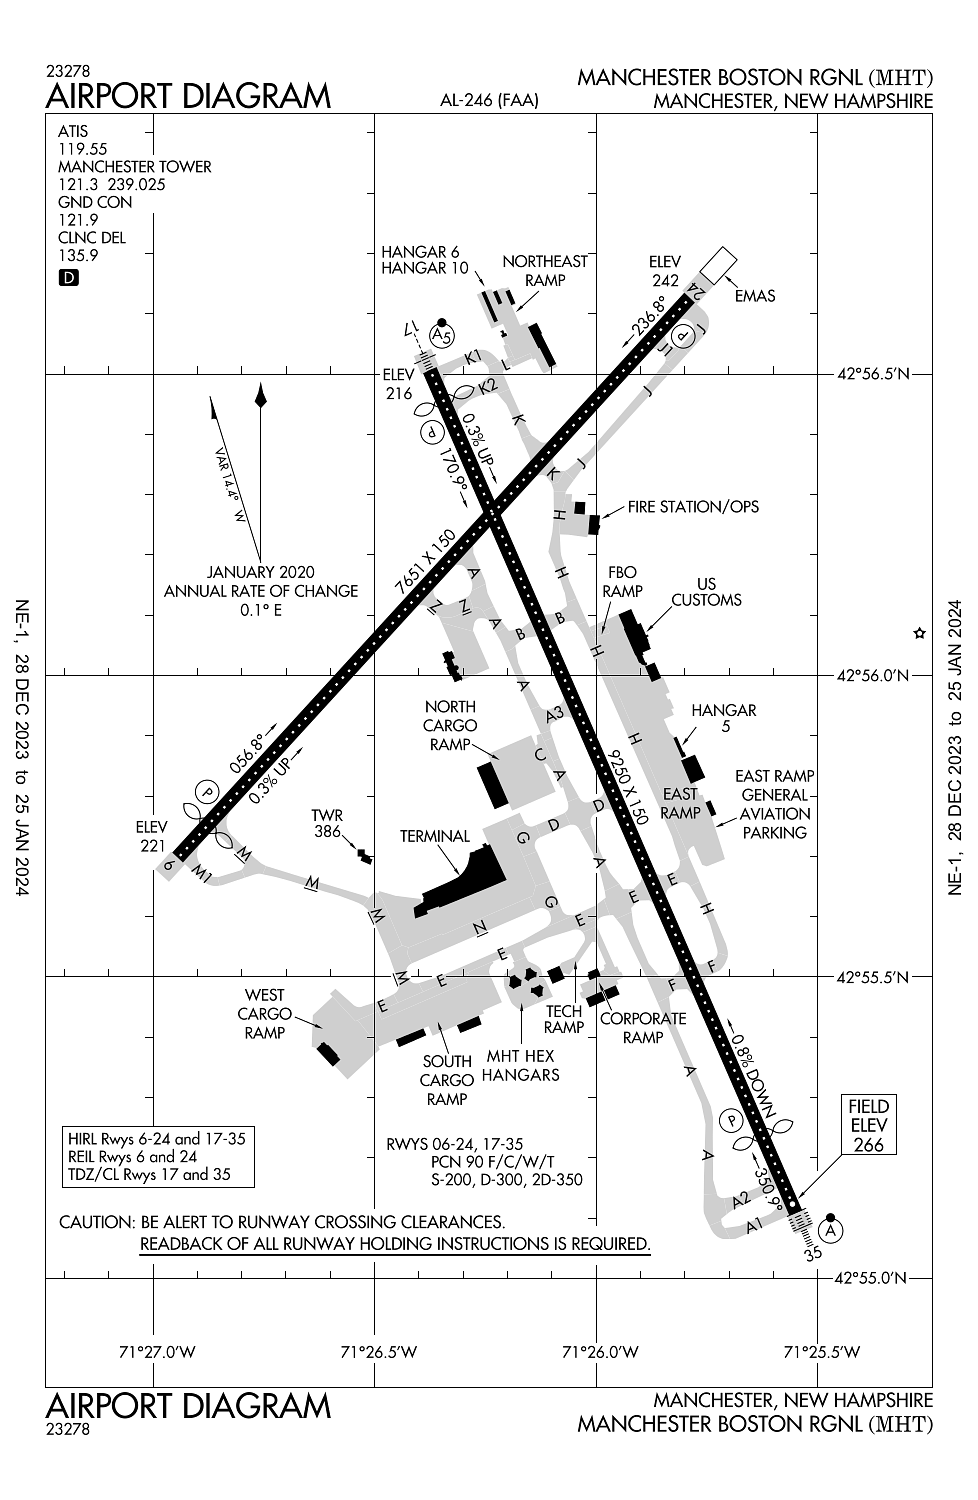 23278
AIRPORT DIAGRAM
AL-246 (FAA)
MANCHESTER BOSTON RGNL (MHT)
MANCHESTER, NEW HAMPSHIRE
ATIS
119.55
MANCHESTER TOWER
121.3 239.025
GND CON
121.9
CLNC DEL
135.9
D
HANGAR 6
HANGAR 10
NORTHEAST
RAMP
ELEV
242
24
EMAS
236.8°
P
J
J1
J
J
17
A5
K1
L
K2
ELEV
216
P
0.3% UP
170.9°
K
K
H
42°56.5'N
VAR 14.4° W
JANUARY 2020
ANNUAL RATE OF CHANGE
0.1° E
FIRE STATION/OPS
7651 X 150
A
Z
Z
A
B
B
H
H
FBO
RAMP
US
CUSTOMS
42°56.0'N
A
A3
H
NORTH
CARGO
RAMP
C
A
9250 X 150
HANGAR
5
EAST
RAMP
EAST RAMP
GENERAL
AVIATION
PARKING
056.8°
0.3% UP
P
ELEV
221
6
M1
M
M
M
M
TWR
386
TERMINAL
G
D
D
A
G
E
E
E
H
N
E
E
E
F
F
42°55.5'N
WEST
CARGO
RAMP
SOUTH
CARGO
RAMP
MHT HEX
HANGARS
TECH
RAMP
CORPORATE
RAMP
A
0.8% DOWN
P
A
350.9°
A2
A1
A
35
FIELD
ELEV
266
HIRL Rwys 6-24 and 17-35
REIL Rwys 6 and 24
TDZ/CL Rwys 17 and 35
RWYS 06-24, 17-35
PCN 90 F/C/W/T
S-200, D-300, 2D-350
CAUTION: BE ALERT TO RUNWAY CROSSING CLEARANCES.
READBACK OF ALL RUNWAY HOLDING INSTRUCTIONS IS REQUIRED.
42°55.0'N
71°27.0'W
71°26.5'W
71°26.0'W
71°25.5'W
NE-1, 28 DEC 2023 to 25 JAN 2024
NE-1, 28 DEC 2023 to 25 JAN 2024
AIRPORT DIAGRAM
23278
MANCHESTER, NEW HAMPSHIRE
MANCHESTER BOSTON RGNL (MHT)